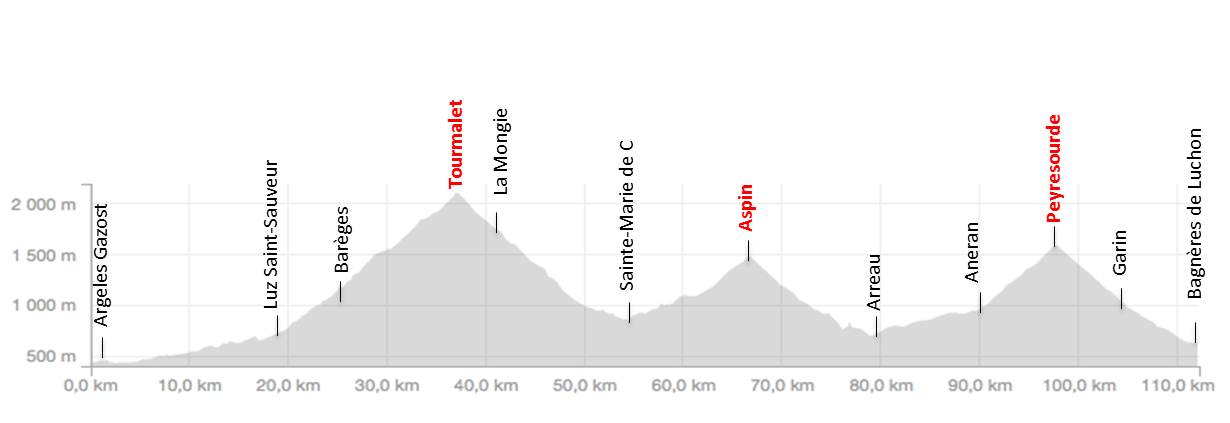 Argeles Gazost
Luz Saint-Sauveur
Barèges
Tourmalet
La Mongie
Sainte-Marie de C
Aspin
Arreau
Aneran
Peyresourde
Garin
Bagnères de Luchon
2 000 m
1 500 m
1 000 m
500 m
0,0 km
10,0 km
20,0 km
30,0 km
40,0 km
50,0 km
60,0 km
70,0 km
80,0 km
90,0 km
100,0 km
110,0 km